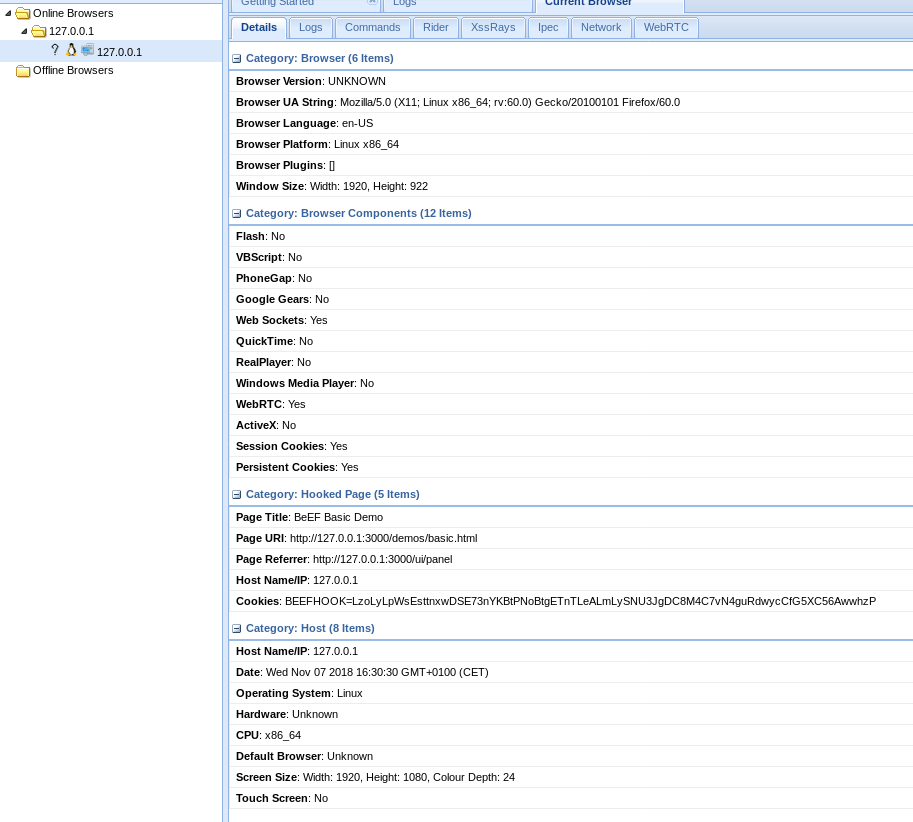 Getting Started Logs Current Browser
Online Browsers
127.0.0.1
? 127.0.0.1
Offline Browsers
Details Logs Commands Rider XssRays Ipec Network WebRTC
Category: Browser (6 Items)
Browser Version: UNKNOWN
Browser UA String: Mozilla/5.0 (X11; Linux x86_64; rv:60.0) Gecko/20100101 Firefox/60.0
Browser Language: en-US
Browser Platform: Linux x86_64
Browser Plugins: []
Window Size: Width: 1920, Height: 922
Category: Browser Components (12 Items)
Flash: No
VBScript: No
PhoneGap: No
Google Gears: No
Web Sockets: Yes
QuickTime: No
RealPlayer: No
Windows Media Player: No
WebRTC: Yes
ActiveX: No
Session Cookies: Yes
Persistent Cookies: Yes
Category: Hooked Page (5 Items)
Page Title: BeEF Basic Demo
Page URI: http://127.0.0.1:3000/demos/basic.html
Page Referrer: http://127.0.0.1:3000/ui/panel
Host Name/IP: 127.0.0.1
Cookies: BEEFHOOK=LzoLyLpWsEsttnxwDSE73nYKBtPNoBtgETnTLeALmLySNU3JgDC8M4C7vN4guRdwycCfG5XC56AwwhzP
Category: Host (8 Items)
Host Name/IP: 127.0.0.1
Date: Wed Nov 07 2018 16:30:30 GMT+0100 (CET)
Operating System: Linux
Hardware: Unknown
CPU: x86_64
Default Browser: Unknown
Screen Size: Width: 1920, Height: 1080, Colour Depth: 24
Touch Screen: No